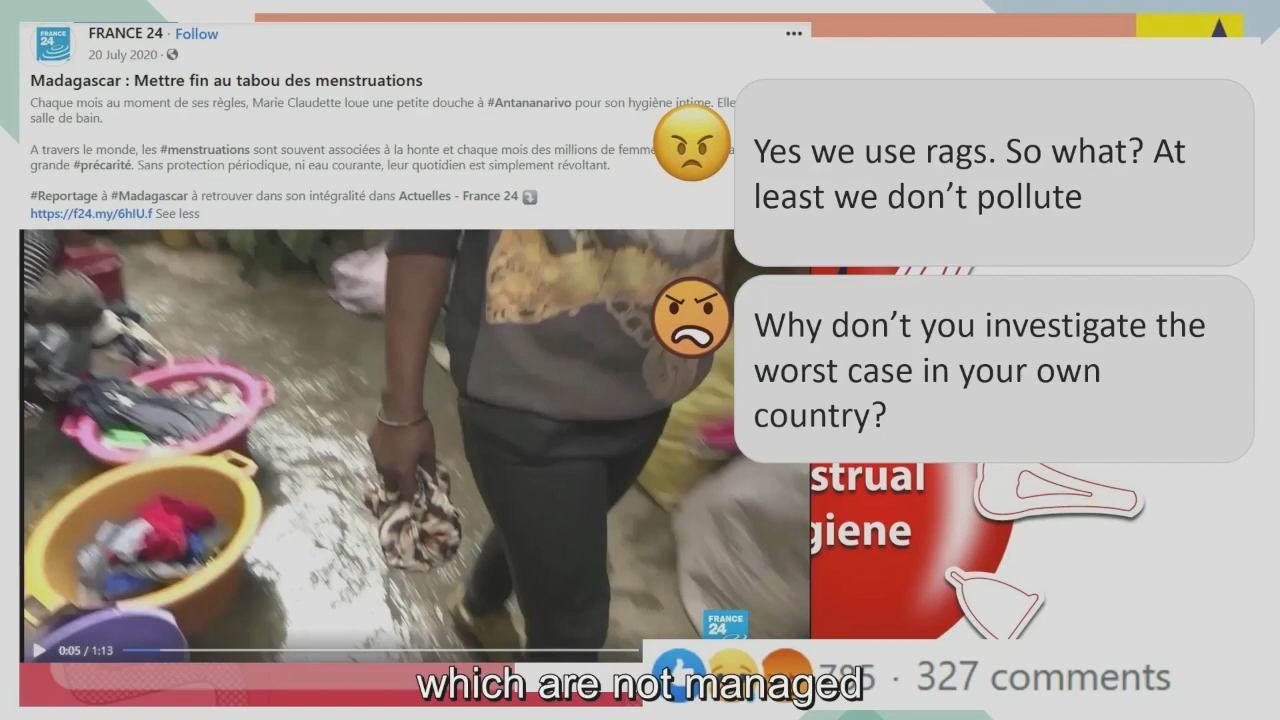 FRANCE 24 · Follow
20 July 2020 ·
Madagascar : Mettre fin au tabou des menstruations
Chaque mois au moment de ses règles, Marie Claudette loue une petite douche à #Antananarivo pour son hygiène intime. Elle
salle de bain.
A travers le monde, les #menstruations sont souvent associées à la honte et chaque mois des millions de femme
grande #précarité. Sans protection périodique, ni eau courante, leur quotidien est simplement révoltant.
#Reportage à #Madagascar à retrouver dans son intégralité dans Actuelles - France 24
https://f24.my/6hIU.f See less
Yes we use rags. So what? At
least we don’t pollute
Why don’t you investigate the
worst case in your own
country?
strual
giene
FRANCE
24
0:05 / 1:13
785 · 327 comments
which are not managed